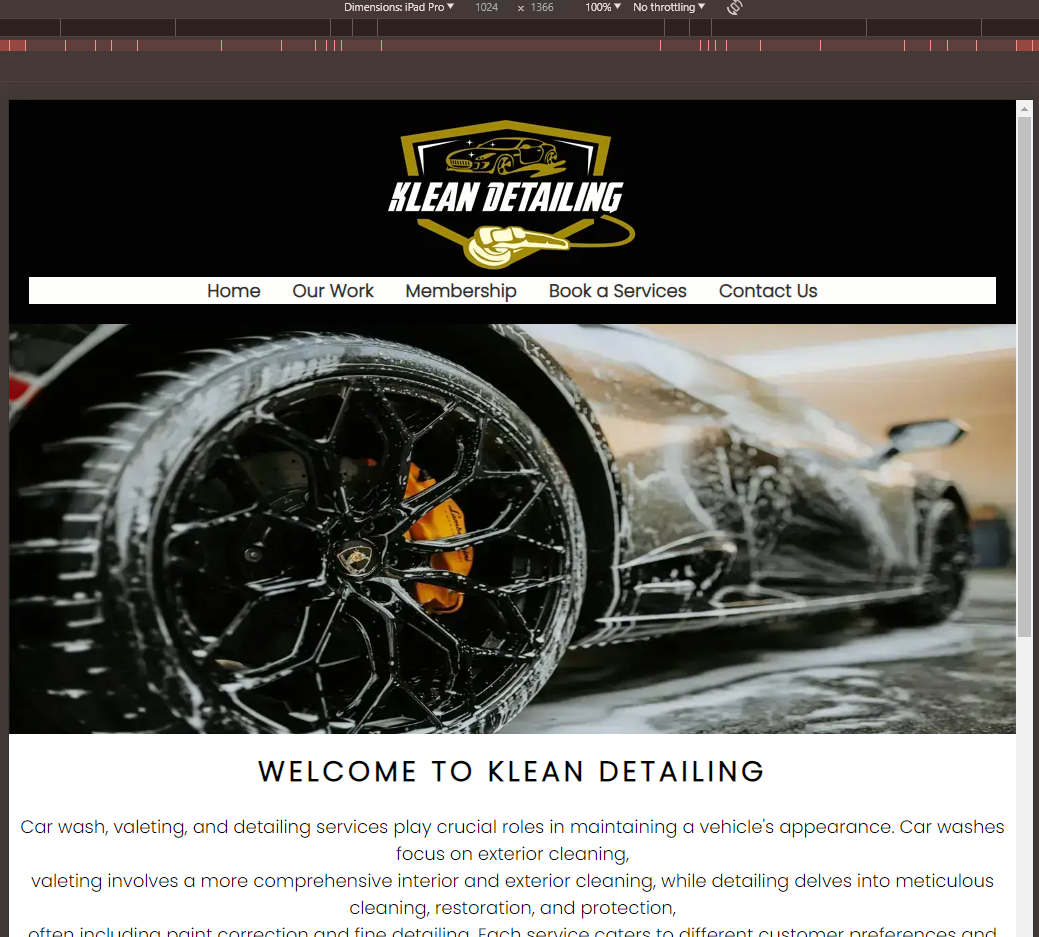 Dimensions: iPad Pro ▼ 1024 × 1366 100% ▼ No throttling ▼
KLEAN DETAILING
Home Our Work Membership Book a Services Contact Us
Lamborghini
WELCOME TO KLEAN DETAILING
Car wash, valeting, and detailing services play crucial roles in maintaining a vehicle's appearance. Car washes
focus on exterior cleaning,
valeting involves a more comprehensive interior and exterior cleaning, while detailing delves into meticulous
cleaning, restoration, and protection,
often including paint correction and fine detailing. Each service caters to different customer preferences and